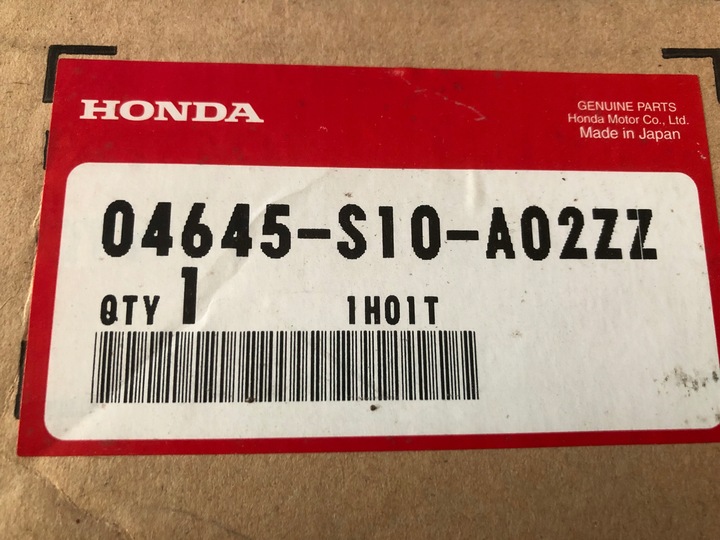 HONDA
GENUINE PARTS
Honda Motor Co., Ltd.
Made in Japan
04645-S10-A02ZZ
QTY 1 1H01T